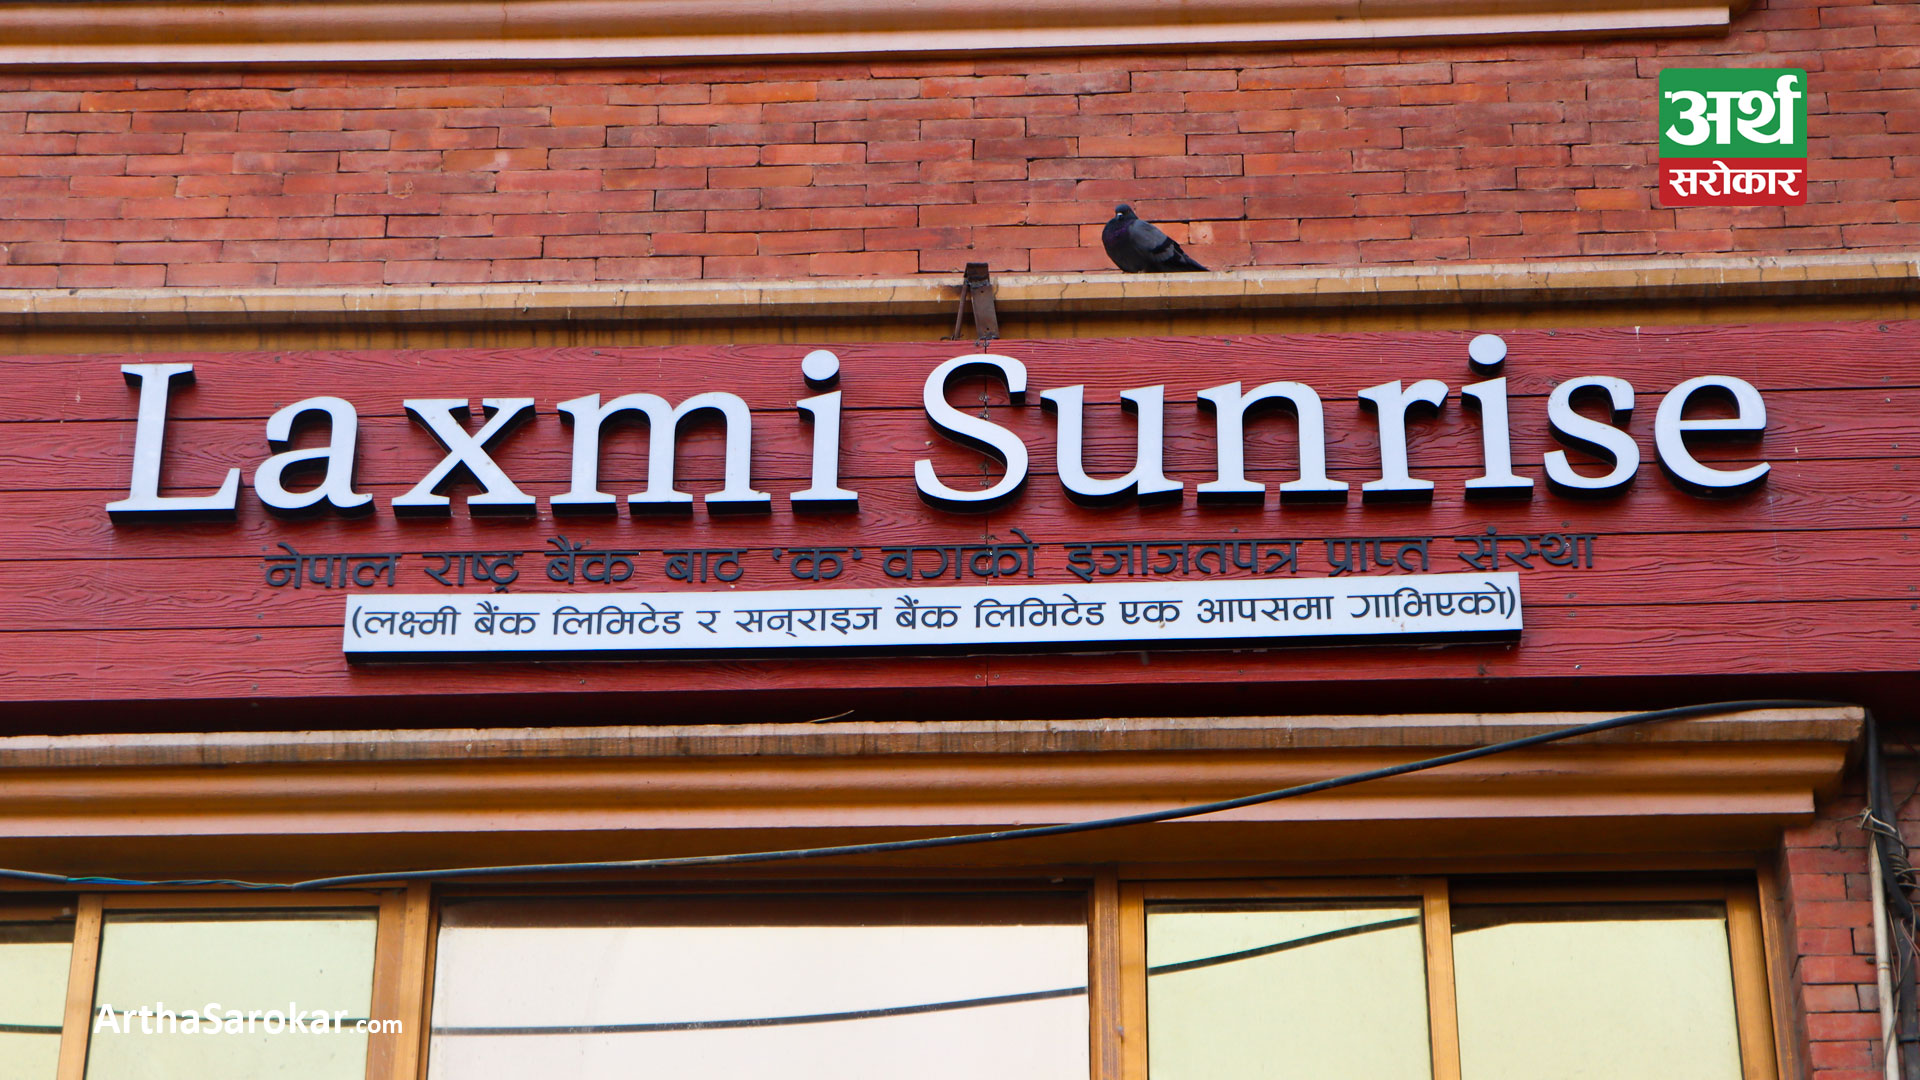 अर्थ
सरोकार
Laxmi Sunrise
नेपाल राष्ट्र बैंक बाट 'क' वर्गको इजाजतपत्र प्राप्त संस्था
(लक्ष्मी बैंक लिमिटेड र सन्‌राइज बैंक लिमिटेड एक आपसमा गाभिएको)
ArthaSarokar.com